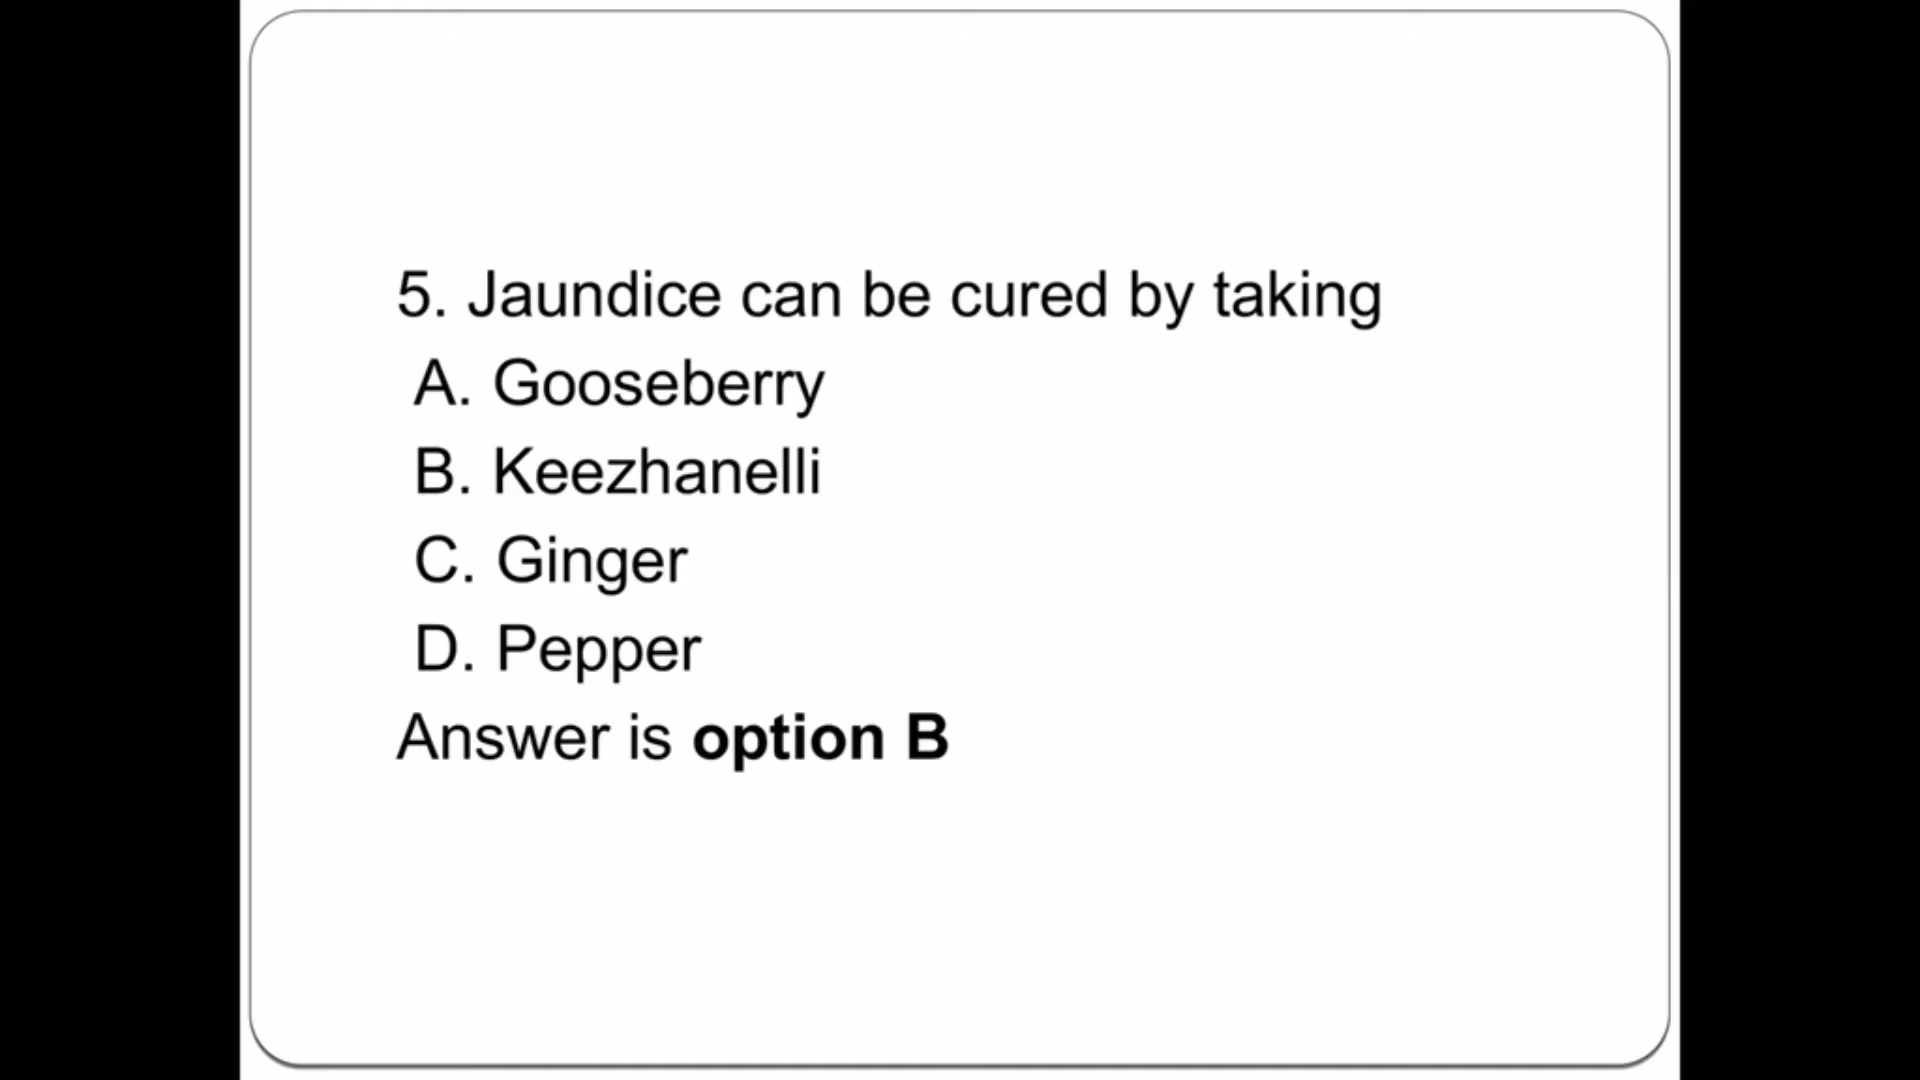 5. Jaundice can be cured by taking
A. Gooseberry
B. Keezhanelli
C. Ginger
D. Pepper
Answer is option B